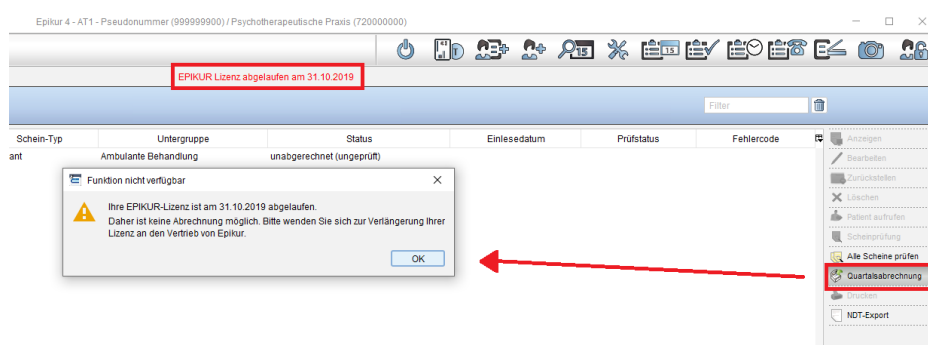 Epikur 4 - AT1 - Pseudonummer (999999900) / Psychotherapeutische Praxis (720000000)
EPIKUR Lizenz abgelaufen am 31.10.2019
Filter
Schein-Typ Untergruppe Status Einlesedatum Prüfstatus Fehlercode
ant Ambulante Behandlung unabgerechnet (ungeprüft)
Anzeigen
Bearbeiten
Zurückstellen
Löschen
Patient aufrufen
Scheinprüfung
Alle Scheine prüfen
Quartalsabrechnung
Drucken
NDT-Export
Funktion nicht verfügbar
Ihre EPIKUR-Lizenz ist am 31.10.2019 abgelaufen.
Daher ist keine Abrechnung möglich. Bitte wenden Sie sich zur Verlängerung Ihrer
Lizenz an den Vertrieb von Epikur.
OK